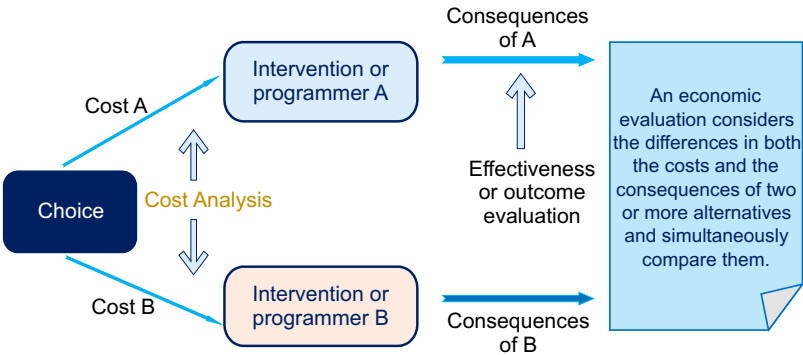 Consequences
of A
Intervention or
programmer A
Cost A
An economic
evaluation considers
the differences in both
the costs and the
consequences of two
or more alternatives
and simultaneously
compare them.
Effectiveness
or outcome
evaluation
Choice
Cost Analysis
Cost B
Intervention or
programmer B
Consequences
of B